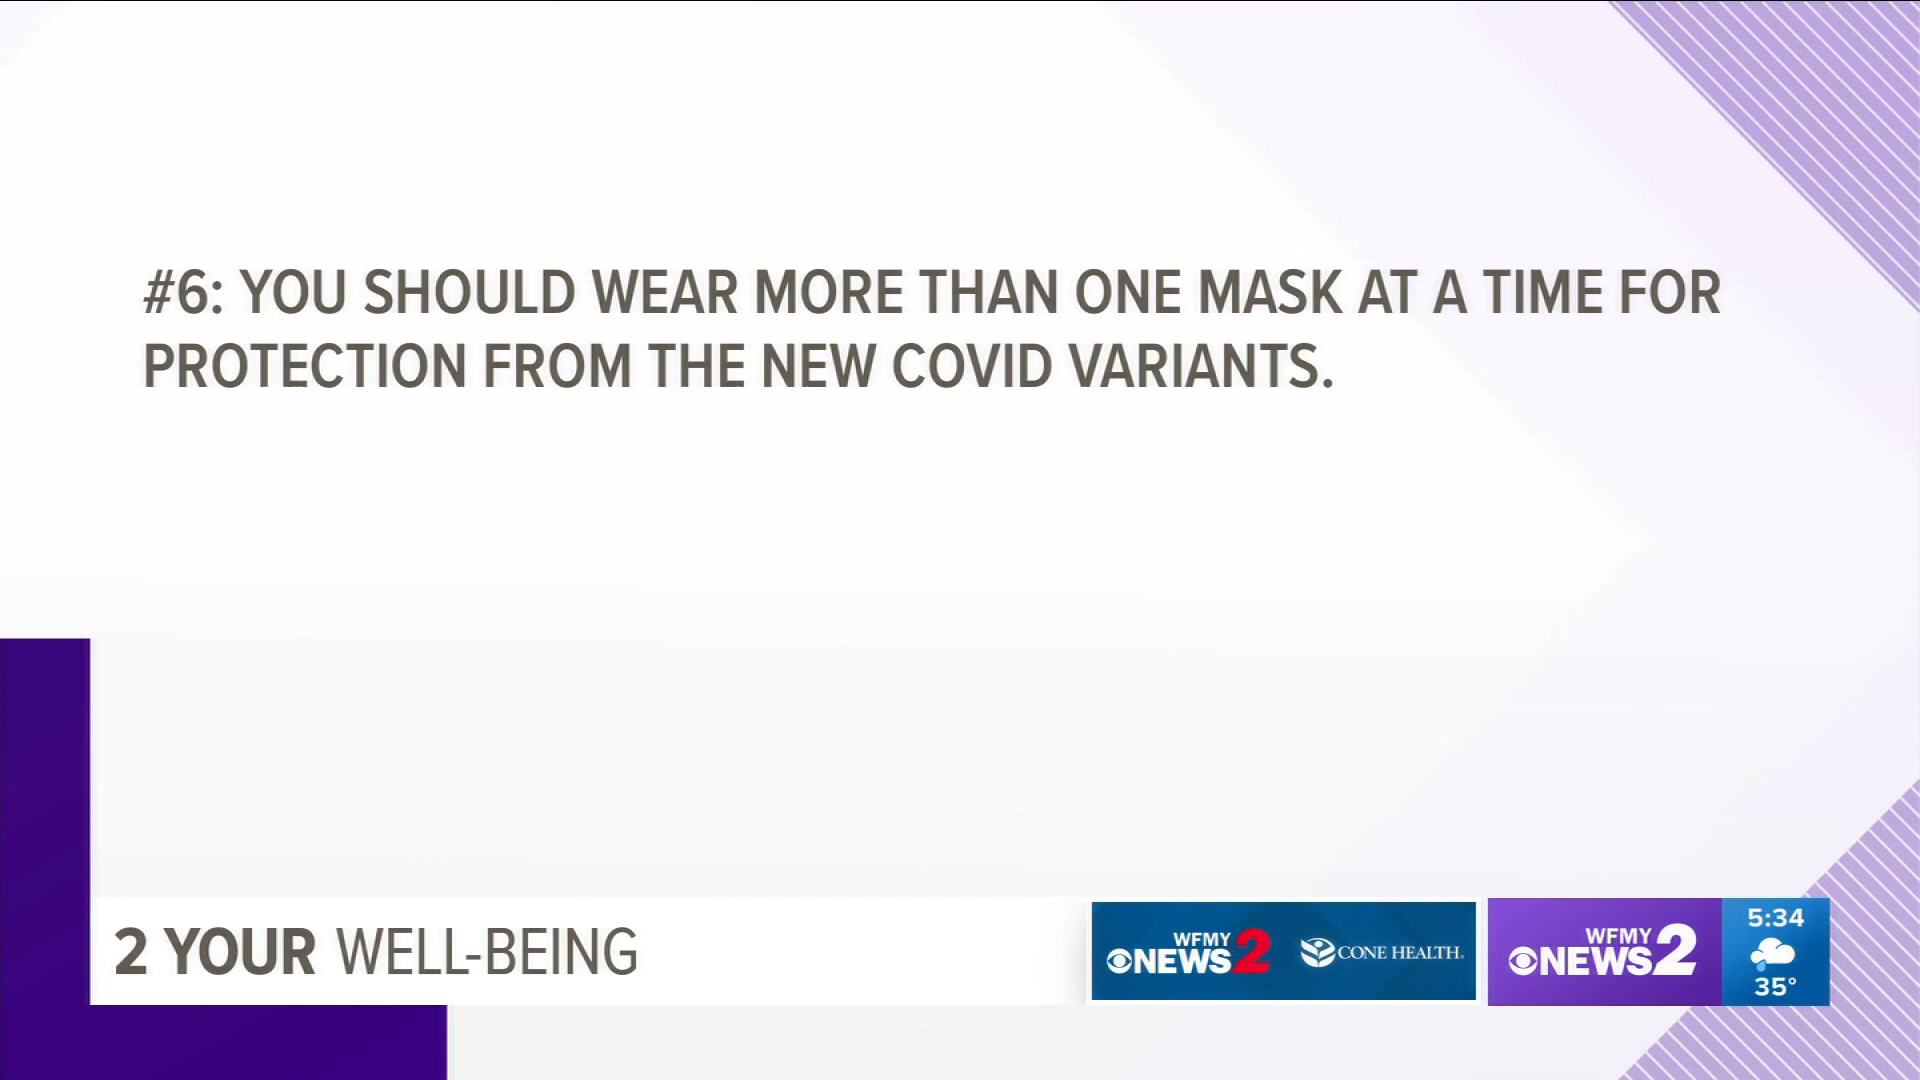 #6: YOU SHOULD WEAR MORE THAN ONE MASK AT A TIME FOR
PROTECTION FROM THE NEW COVID VARIANTS.
2 YOUR WELL-BEING
WFMY
NEWS 2
CONE HEALTH®
WFMY
NEWS 2
5:34
35°